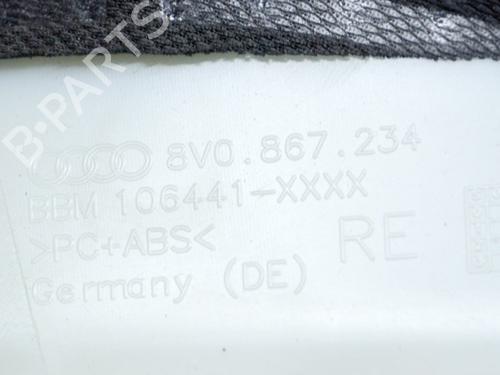 B-PARTS
8V0.867.234
BBM 106441-XXXX
>PC+ABS< RE
Germany (DE)